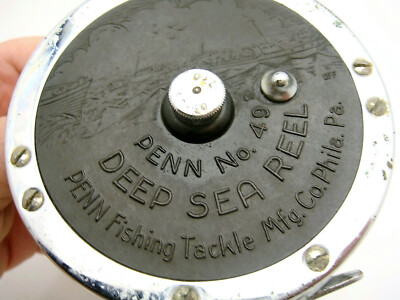 PENN No. 49
DEEP SEA REEL
PENN Fishing Tackle Mfg. Co. Phila. Pa.